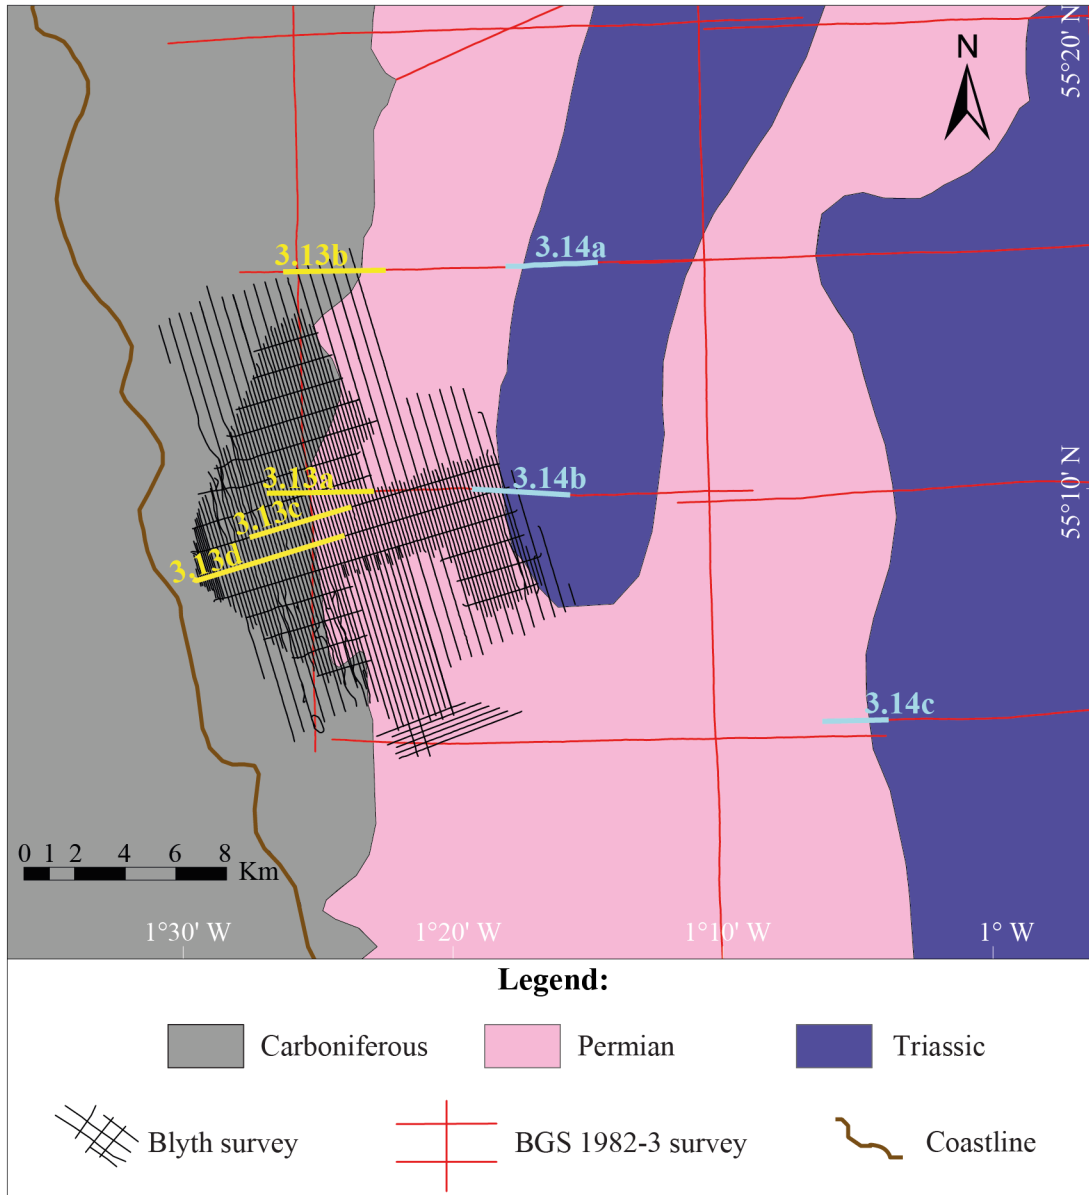 55°20' N
N
3.13b
3.14a
3.13a
3.14b
3.13c
55°10' N
3.13d
3.14c
0 1 2 4 6 8 Km
1°30' W 1°20' W 1°10' W 1° W
Legend:
Carboniferous Permian Triassic
Blyth survey BGS 1982-3 survey Coastline